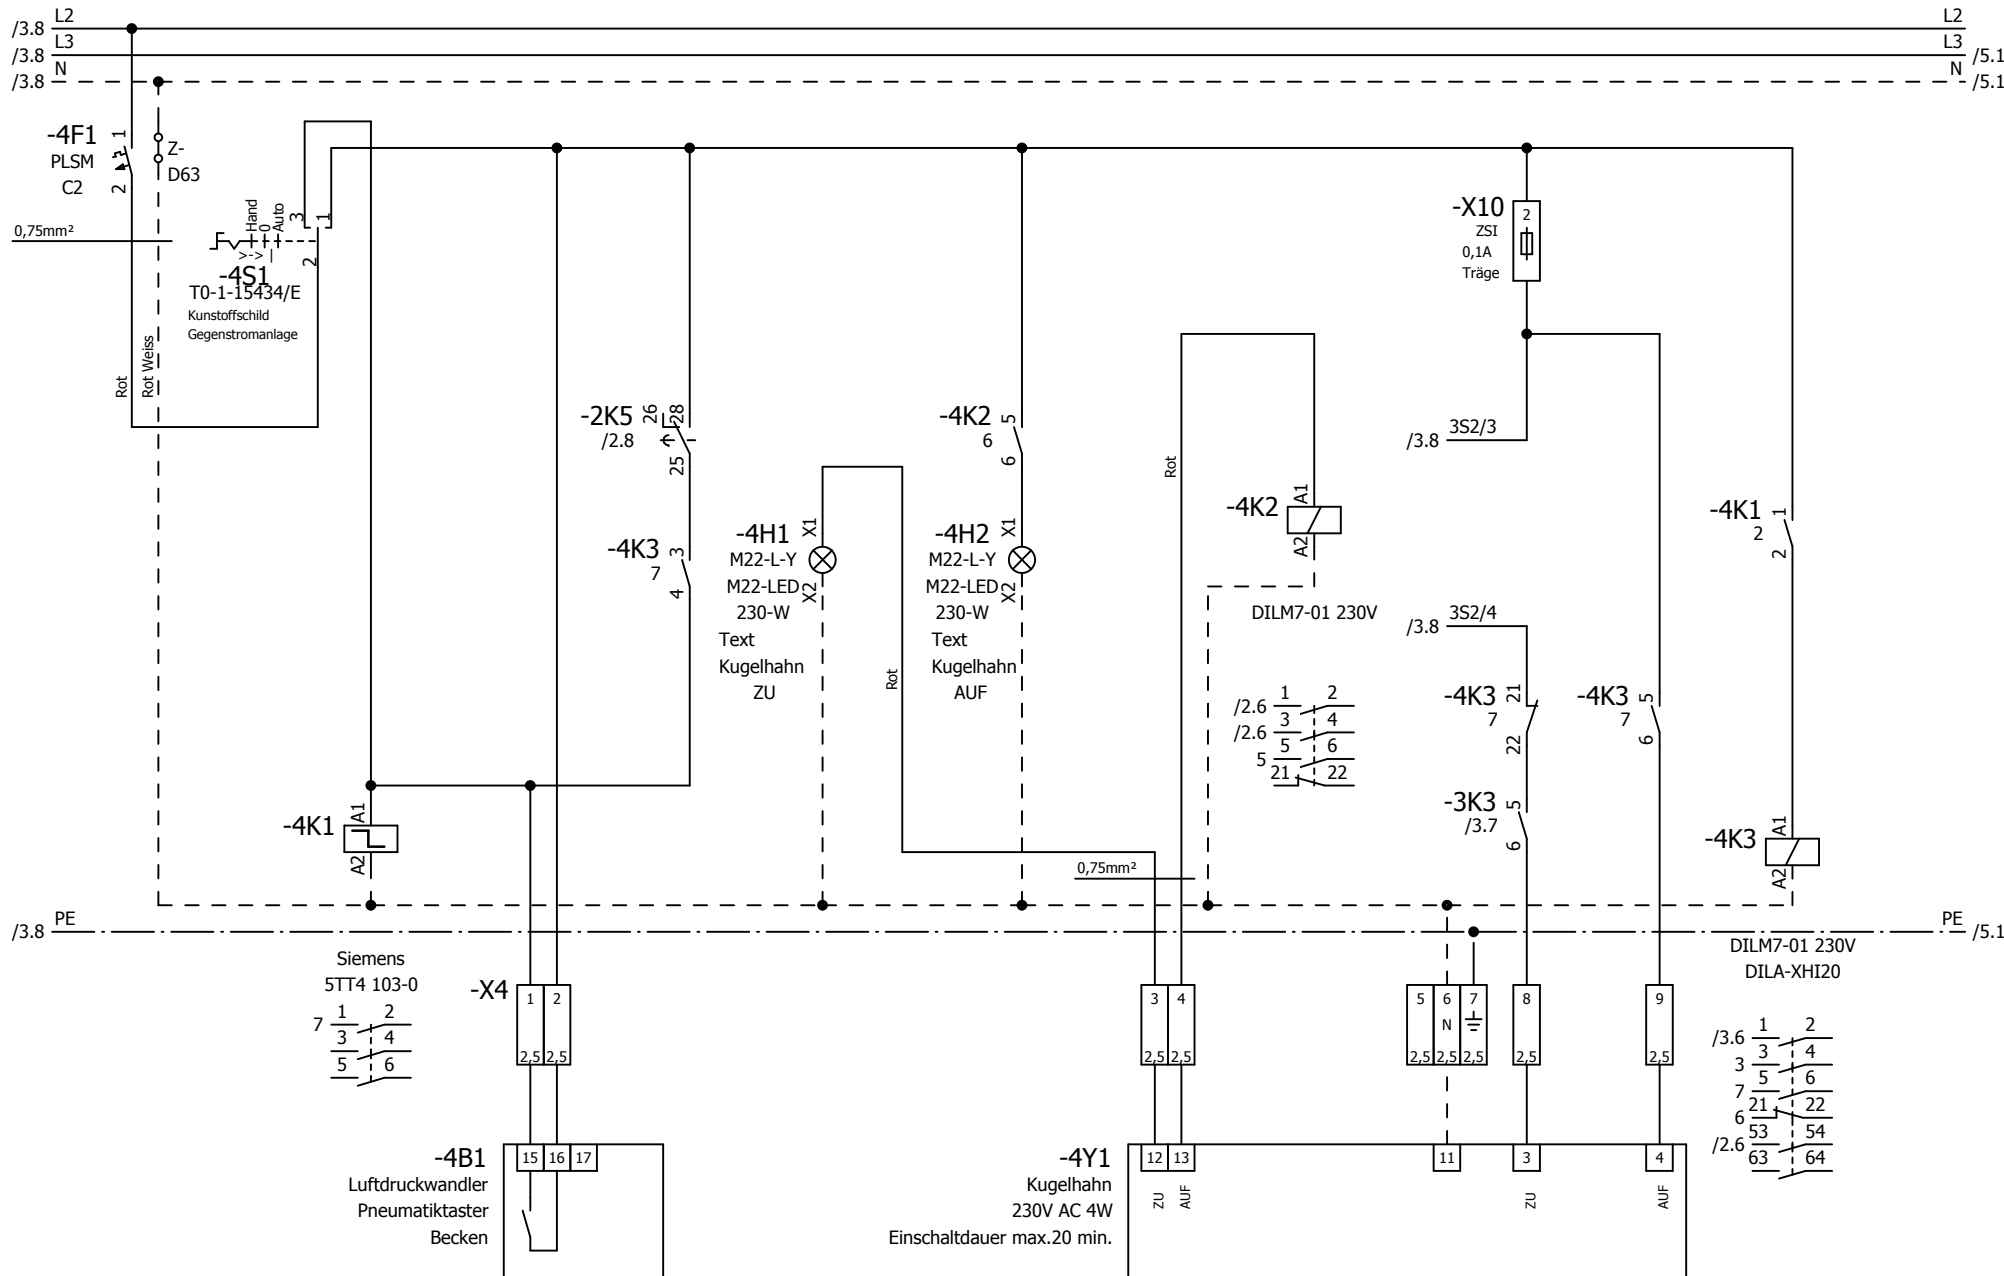 L2 L2
/3.8
L3 L3
/3.8 /5.1
N N
/3.8 /5.1
-4F1 1 Z-
PLSM D63
C2 2
0,75mm²
Hand 0 Auto 3 1
>->
2
-4S1
T0-1-15434/E
Kunstoffschild
Gegenstromanlage
Rot
Rot Weiss
-X10 2
ZSI
0,1A
Träge
-2K5 26 28
/2.8
25
-4K2 5
6
6
Rot
/3.8 3S2/3
-4K3 3
7
4
-4H1 X1
M22-L-Y
M22-LED X2
230-W
Text
Kugelhahn
ZU
Rot
-4H2 X1
M22-L-Y
M22-LED X2
230-W
Text
Kugelhahn
AUF
-4K2 A1
A2
DILM7-01 230V
/2.6 1 2
/2.6 3 4
5 5 6
21 22
-4K1 1
2
2
/3.8 3S2/4
-4K3 21
7
22
-4K3 5
7
6
-3K3 5
/3.7
6
-4K1 A1
A2
-4K3 A1
A2
0,75mm²
PE PE
/3.8 /5.1
Siemens
5TT4 103-0
7 1 2
3 4
5 6
DILM7-01 230V
DILA-XHI20
/3.6 1 2
3 3 4
7 5 6
6 21 22
/2.6 53 54
63 64
-X4 1 2 3 4 5 6 7 8 9
N
2,5 2,5 2,5 2,5 2,5 2,5 2,5 2,5 2,5
-4B1 15 16 17
Luftdruckwandler
Pneumatiktaster
Becken
-4Y1 12 13 11 3 4
Kugelhahn
230V AC 4W
Einschaltdauer max.20 min.
ZU AUF ZU AUF